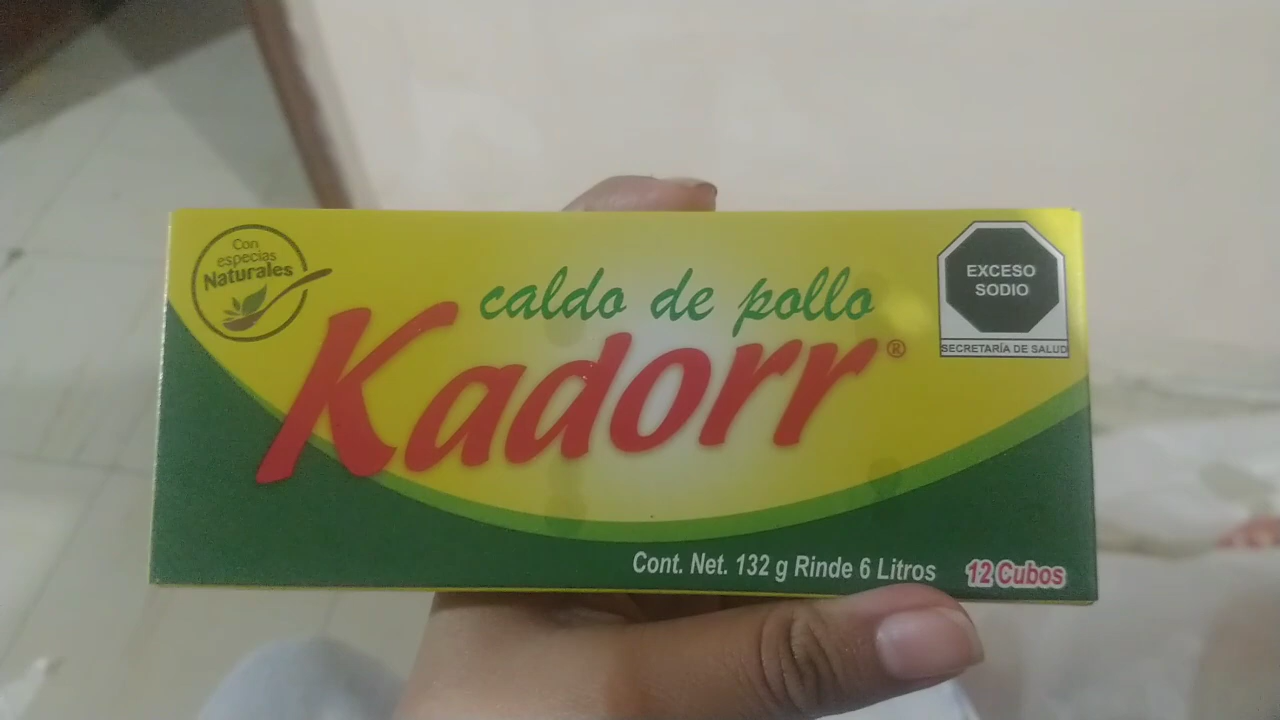 Con
especias
Naturales
caldo de pollo
Kadorr®
EXCESO
SODIO
SECRETARÍA DE SALUD
Cont. Net. 132 g Rinde 6 Litros
12 Cubos